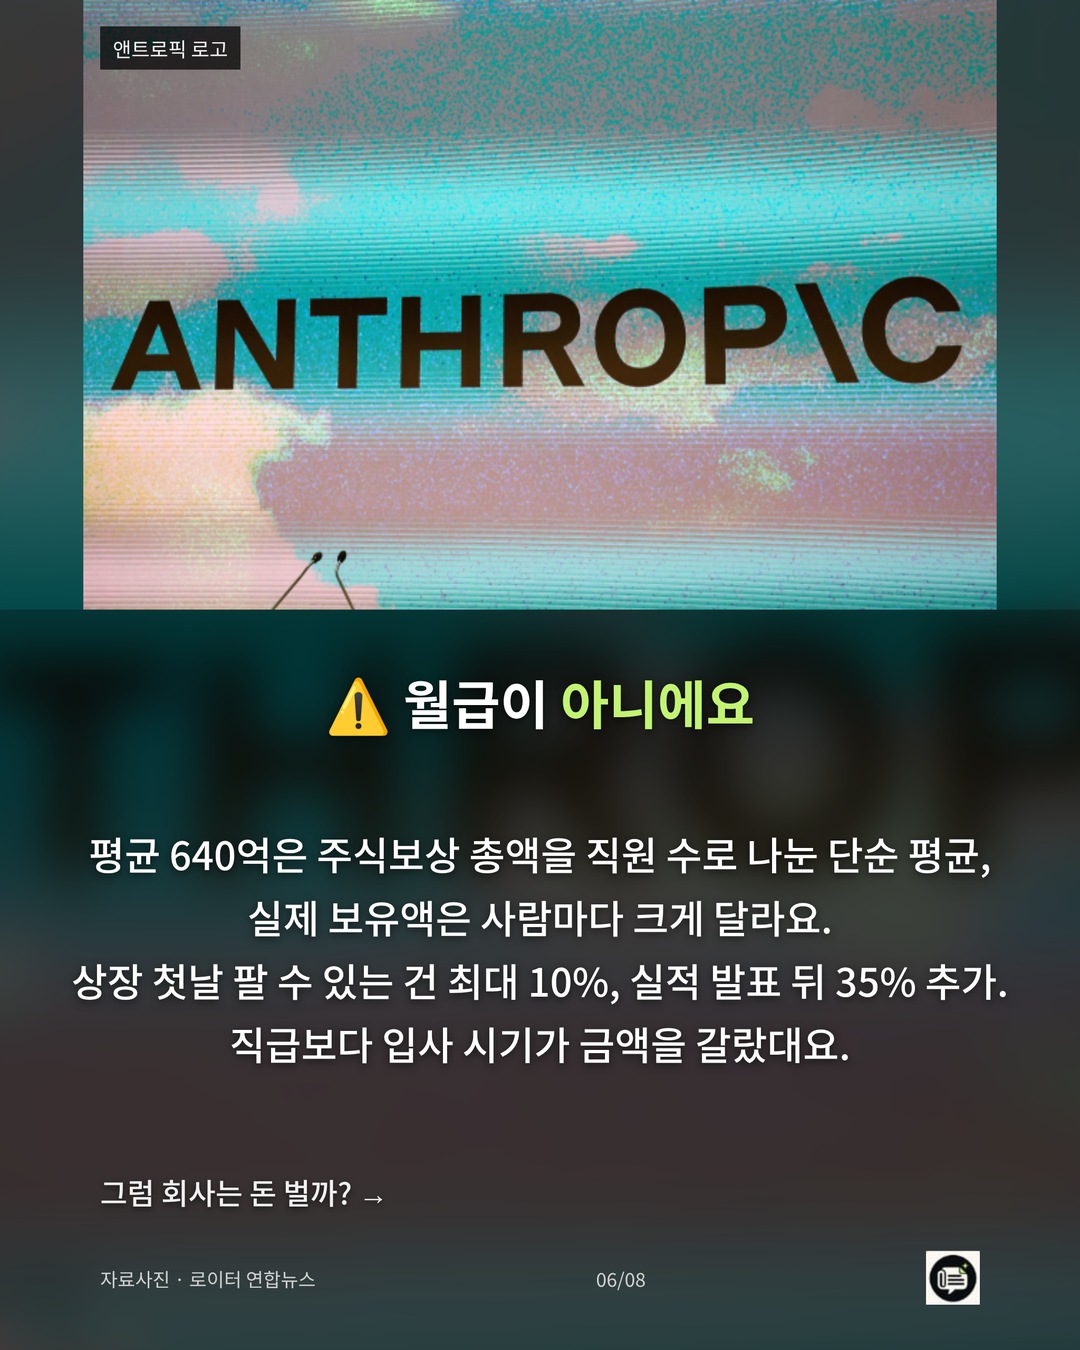 앤트로픽 로고
ANTHROP\C
⚠️ 월급이 아니에요
평균 640억은 주식보상 총액을 직원 수로 나눈 단순 평균,
실제 보유액은 사람마다 크게 달라요.
상장 첫날 팔 수 있는 건 최대 10%, 실적 발표 뒤 35% 추가.
직급보다 입사 시기가 금액을 갈랐대요.
그럼 회사는 돈 벌까? →
자료사진 · 로이터 연합뉴스
06/08